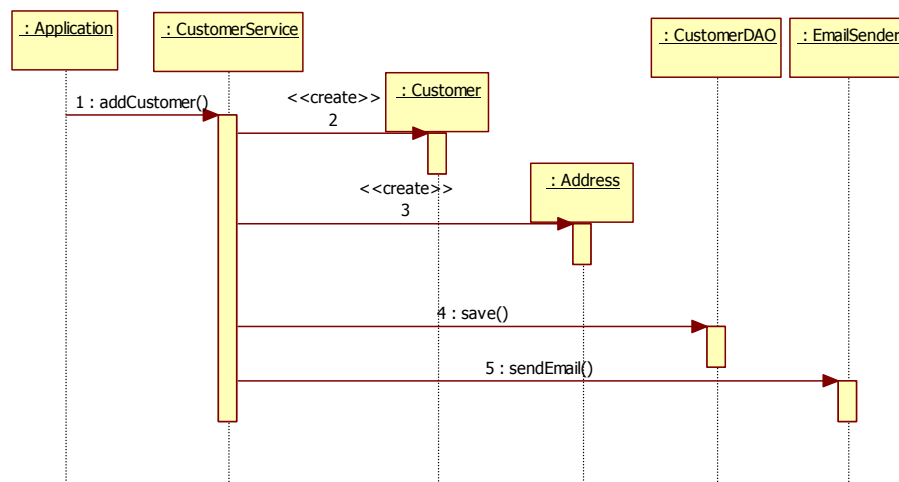 : Application
: CustomerService
: CustomerDAO
: EmailSender
: Customer
1 : addCustomer()
<<create>>
2
: Address
<<create>>
3
4 : save()
5 : sendEmail()